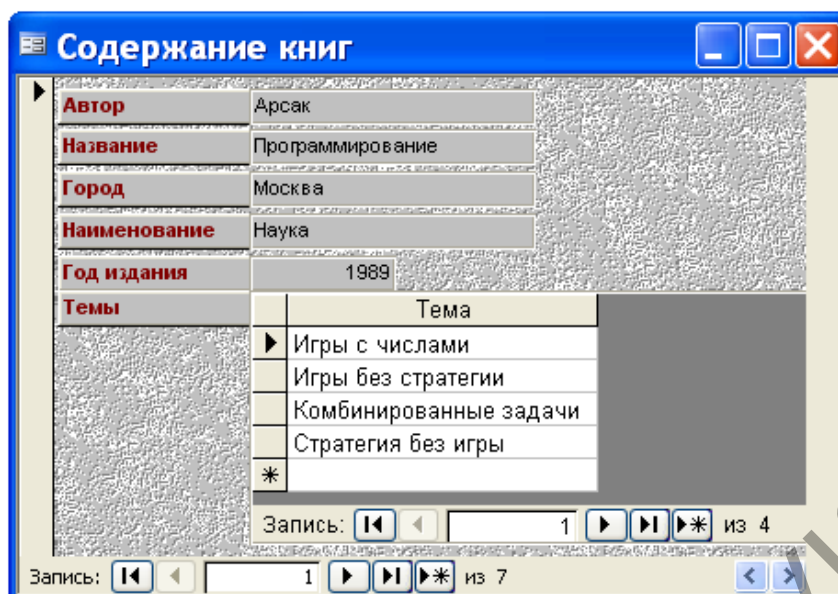 Содержание книг
Автор Арсак
Название Программирование
Город Москва
Наименование Наука
Год издания 1989
Темы Тема
Игры с числами
Игры без стратегии
Комбинированные задачи
Стратегия без игры
Запись: 1 из 4
Запись: 1 из 7